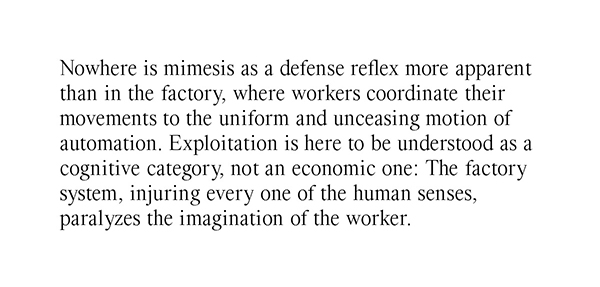 Nowhere is mimesis as a defense reflex more apparent
than in the factory, where workers coordinate their
movements to the uniform and unceasing motion of
automation. Exploitation is here to be understood as a
cognitive category, not an economic one: The factory
system, injuring every one of the human senses,
paralyzes the imagination of the worker.